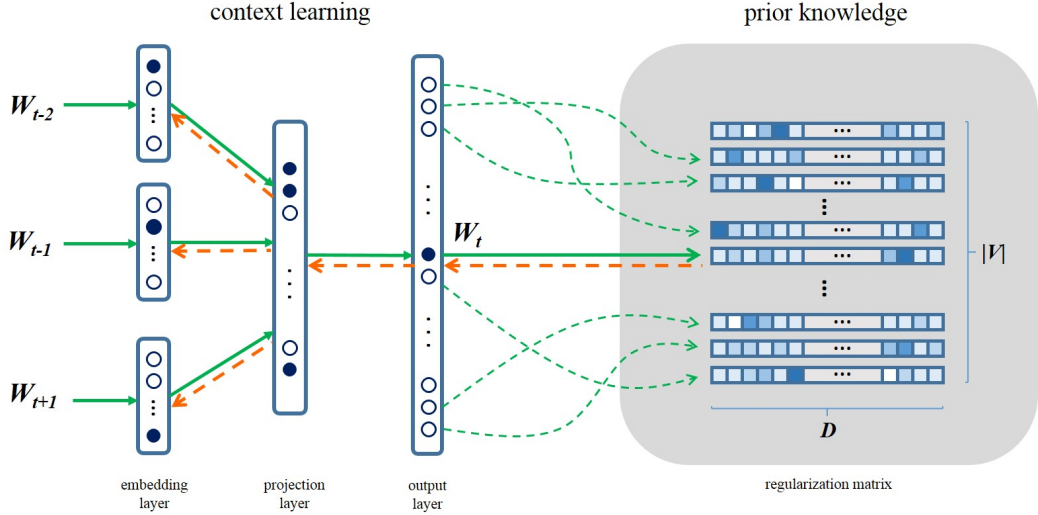 context learning
prior knowledge
W_{t-2}
W_{t-1}
W_{t+1}
W_t
|V|
D
embedding
layer
projection
layer
output
layer
regularization matrix